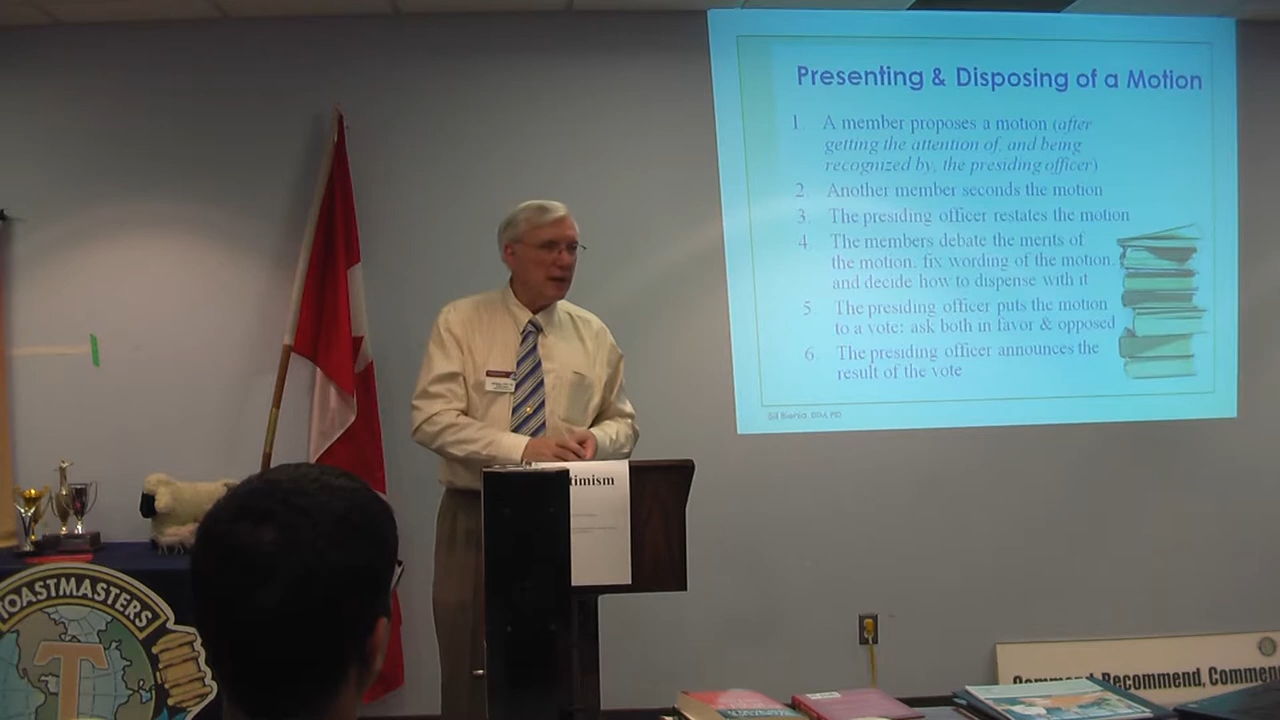 Presenting & Disposing of a Motion
1. A member proposes a motion (after
getting the attention of, and being
recognized by, the presiding officer)
2. Another member seconds the motion
3. The presiding officer restates the motion
4. The members debate the merits of
the motion, fix wording of the motion,
and decide how to dispense with it
5. The presiding officer puts the motion
to a vote: ask both in favor & opposed
6. The presiding officer announces the
result of the vote
timism
TOASTMASTERS
T
Recommend, Commen